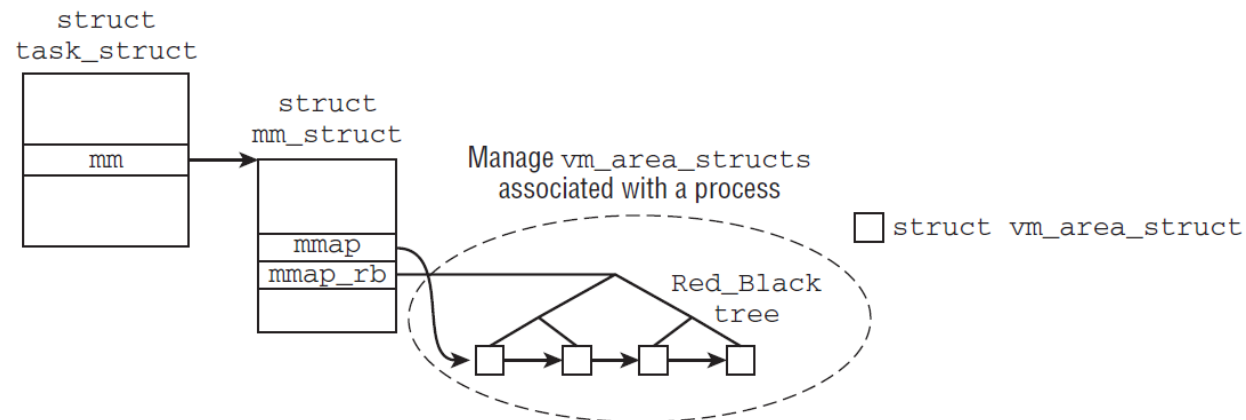 struct
task_struct
mm
struct
mm_struct
mmap
mmap_rb
Manage vm_area_structs
associated with a process
Red_Black
tree
struct vm_area_struct